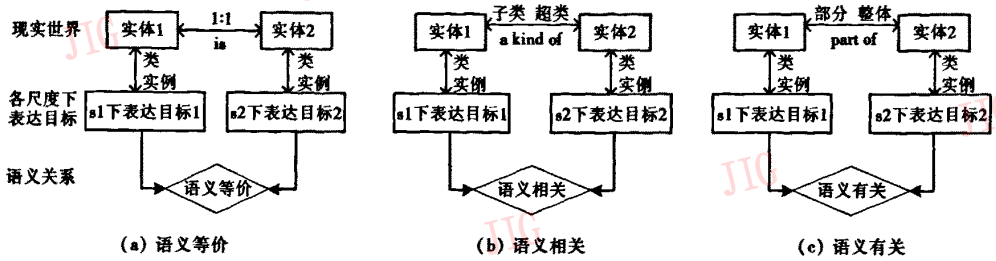 现实世界
实体1
1:1
is
实体2
类
实例
类
实例
各尺度下
表达目标
s1下表达目标1
s2下表达目标2
语义关系
语义等价
(a) 语义等价
实体1
子类 超类
a kind of
实体2
类
实例
类
实例
s1下表达目标1
s2下表达目标2
语义相关
(b) 语义相关
实体1
部分 整体
part of
实体2
类
实例
类
实例
s1下表达目标1
s2下表达目标2
语义有关
(c) 语义有关
JIG
JIG
JIG
JIG